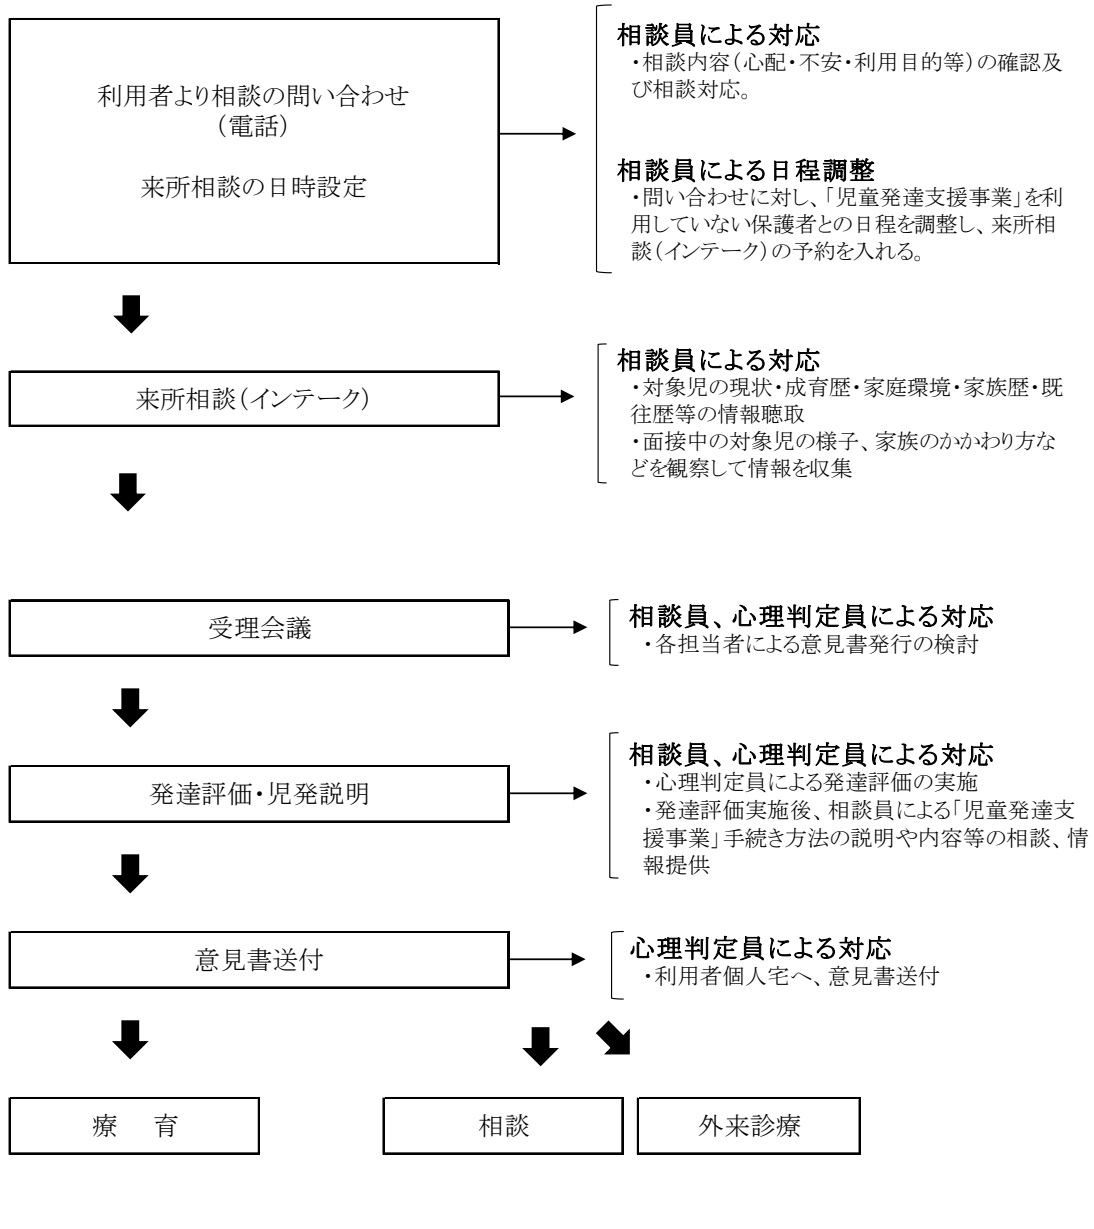 利用者より相談の問い合わせ
（電話）
来所相談の日時設定
相談員による対応
・相談内容（心配・不安・利用目的等）の確認及
び相談対応。
相談員による日程調整
・問い合わせに対し、「児童発達支援事業」を利
用していない保護者との日程を調整し、来所相
談（インテーク）の予約を入れる。
来所相談（インテーク）
相談員による対応
・対象児の現状・成育歴・家庭環境・家族歴・既
往歴等の情報聴取
・面接中の対象児の様子、家族のかかわり方な
どを観察して情報を収集
受理会議
相談員、心理判定員による対応
・各担当者による意見書発行の検討
発達評価・児発説明
相談員、心理判定員による対応
・心理判定員による発達評価の実施
・発達評価実施後、相談員による「児童発達支
援事業」手続き方法の説明や内容等の相談、情
報提供
意見書送付
心理判定員による対応
・利用者個人宅へ、意見書送付
療　育
相談
外来診療